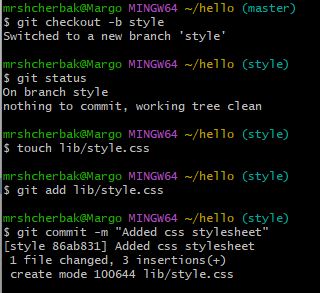 mrshcherbak@Margo MINGW64 ~/hello (master)
$ git checkout -b style
Switched to a new branch 'style'
mrshcherbak@Margo MINGW64 ~/hello (style)
$ git status
On branch style
nothing to commit, working tree clean
mrshcherbak@Margo MINGW64 ~/hello (style)
$ touch lib/style.css
mrshcherbak@Margo MINGW64 ~/hello (style)
$ git add lib/style.css
mrshcherbak@Margo MINGW64 ~/hello (style)
$ git commit -m "Added css stylesheet"
[style 86ab831] Added css stylesheet
 1 file changed, 3 insertions(+)
 create mode 100644 lib/style.css